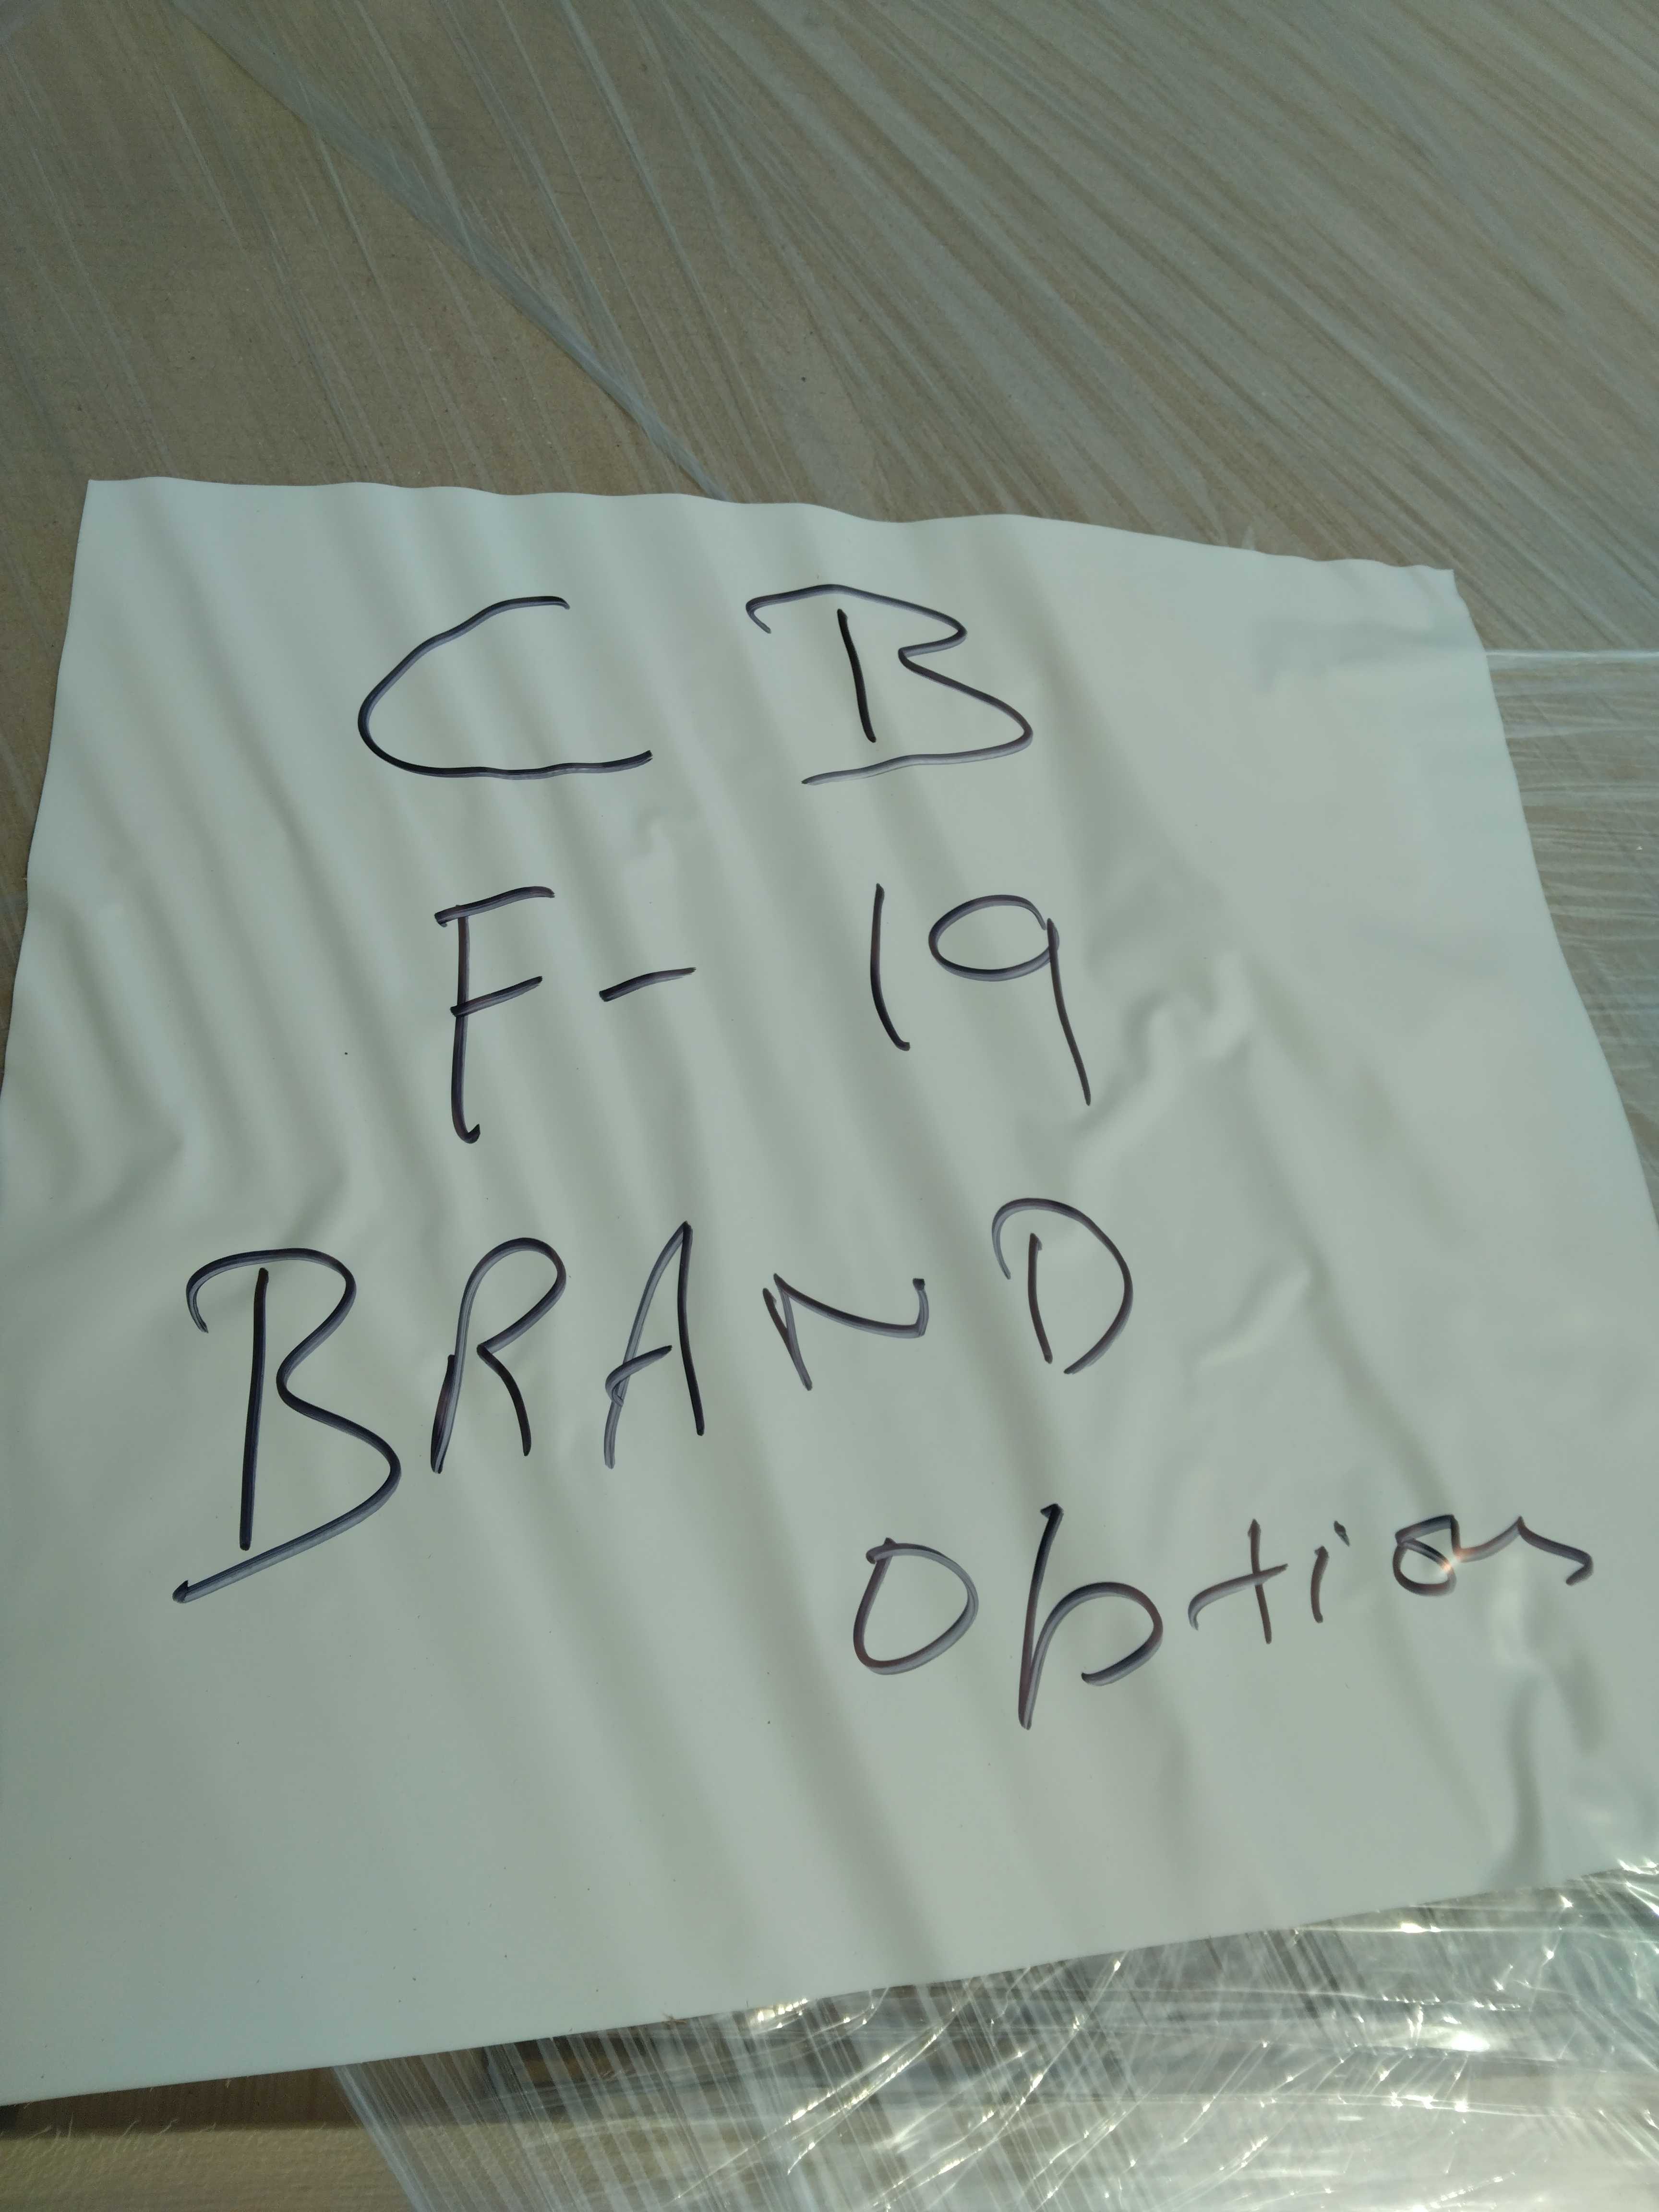 CB
F-19
BRAND
Option